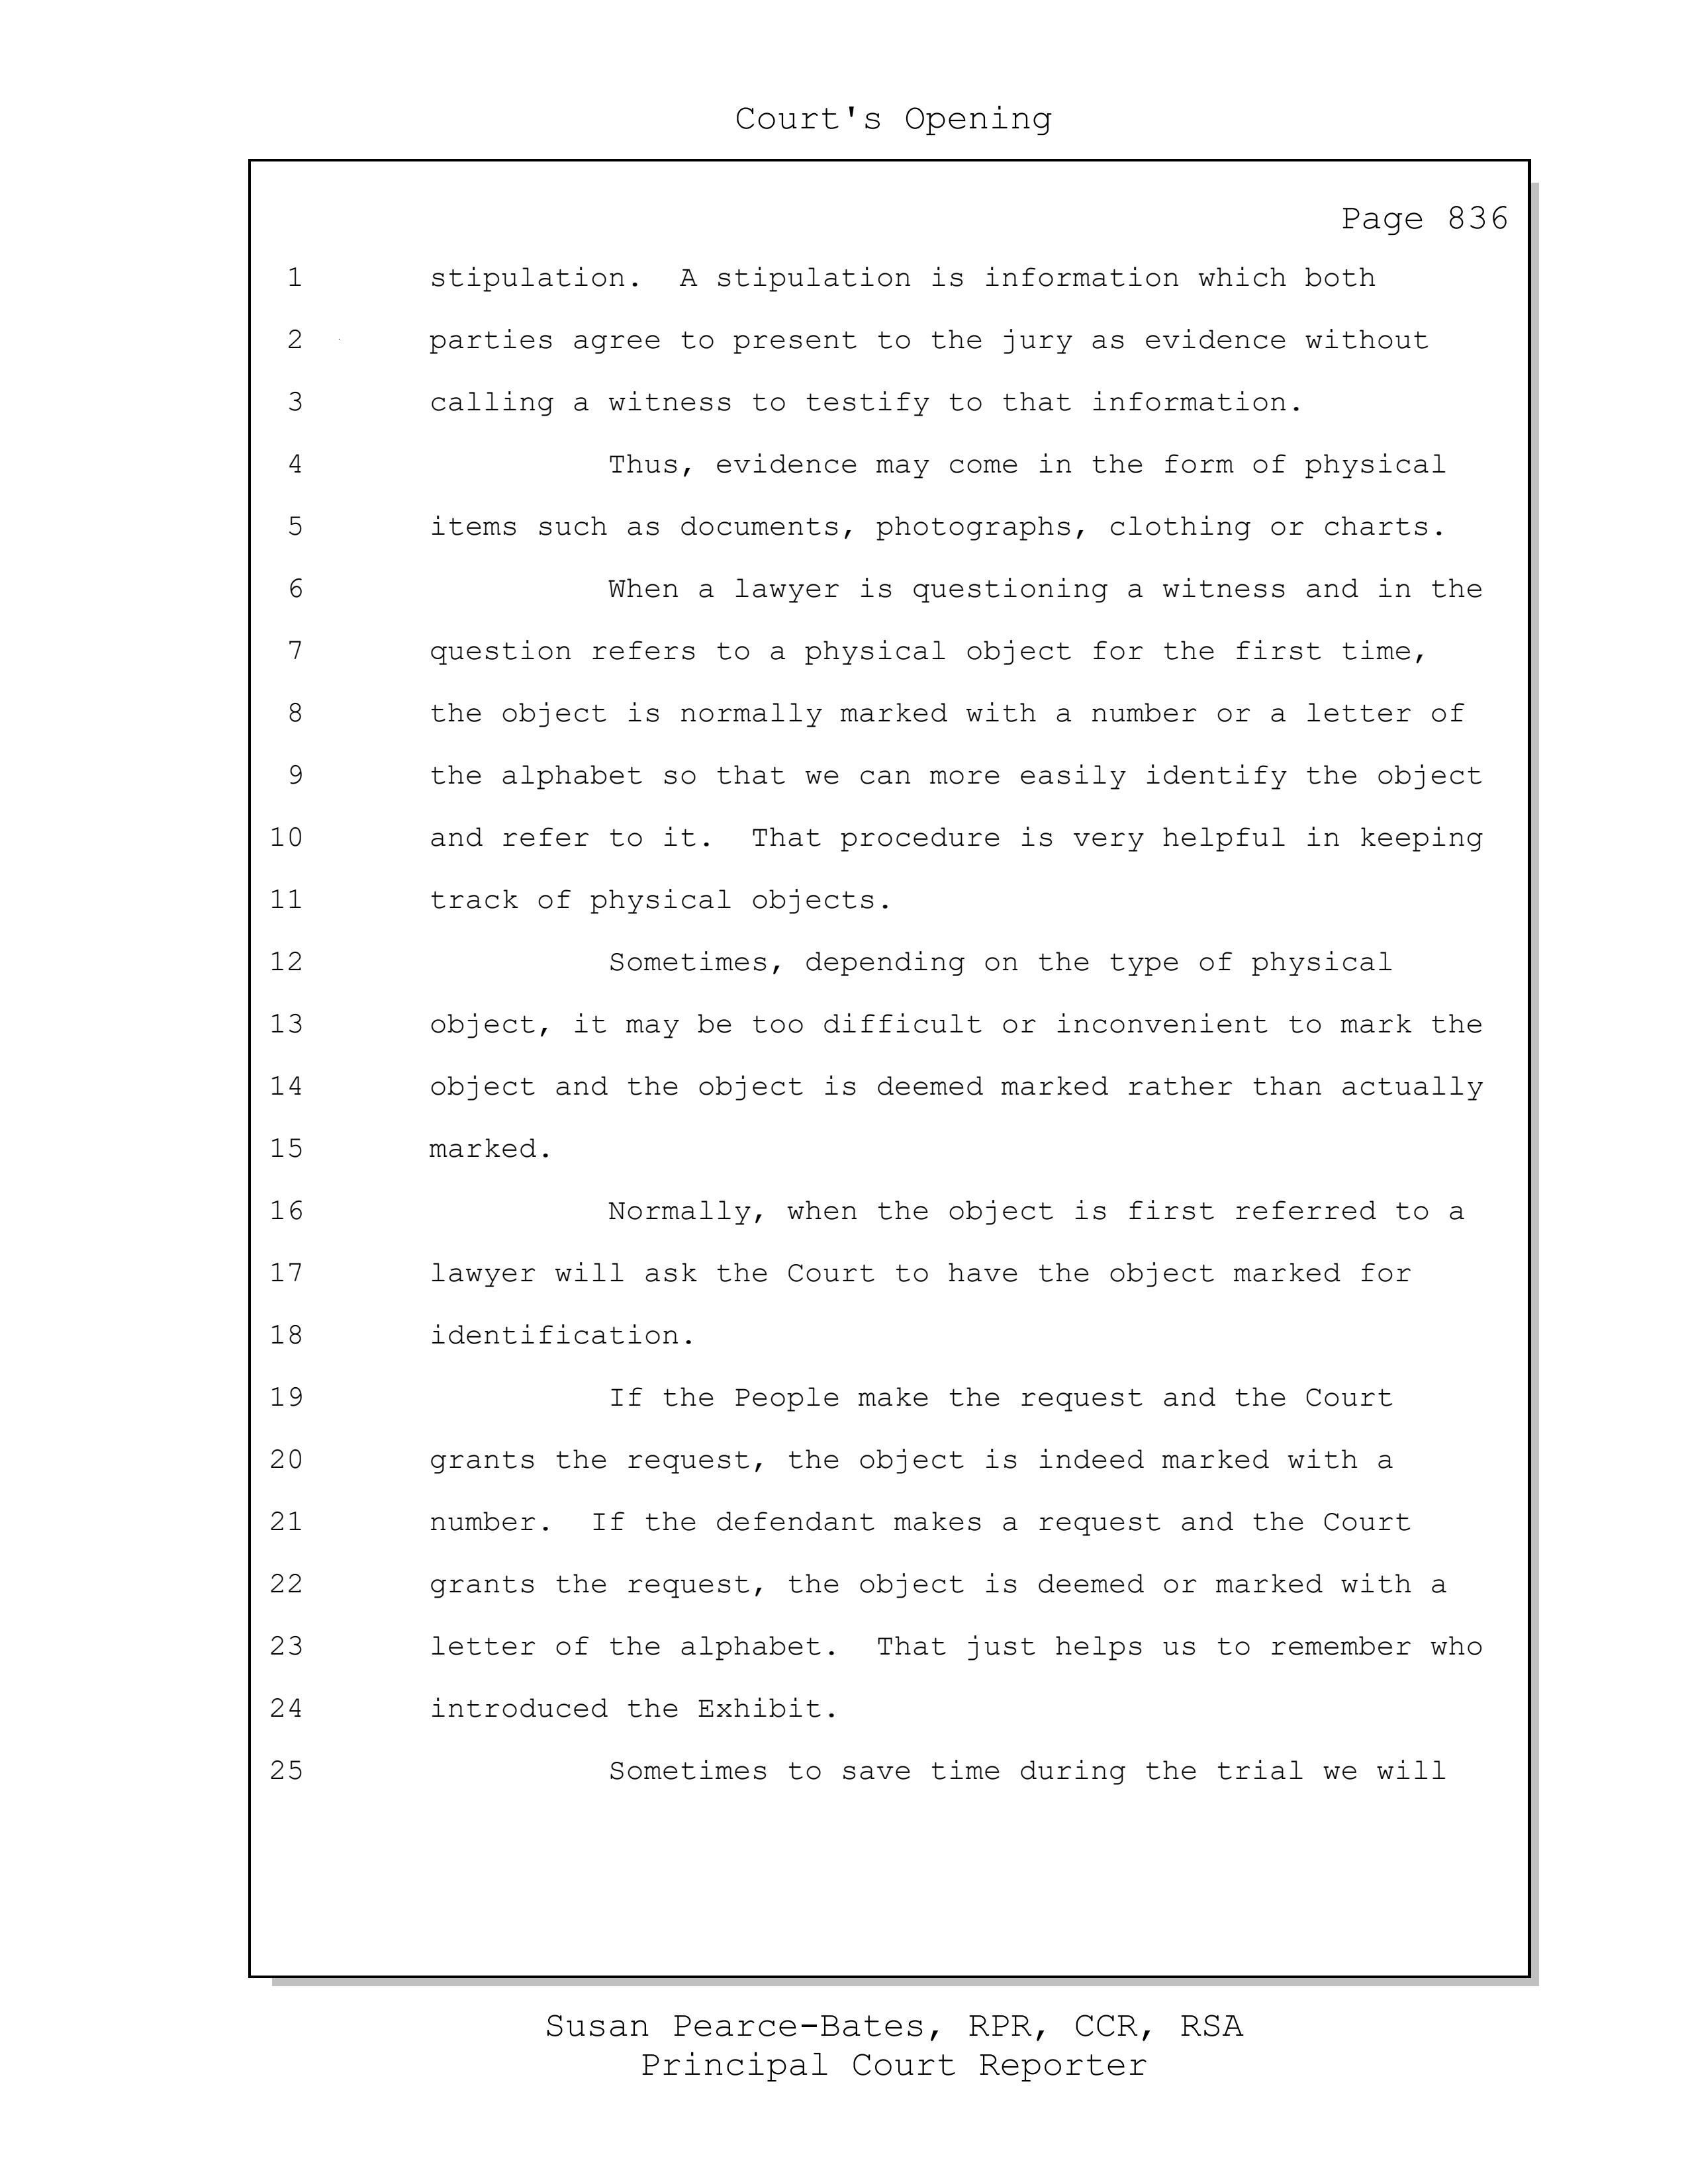 Court's Opening
Page 836
1 stipulation. A stipulation is information which both
2 parties agree to present to the jury as evidence without
3 calling a witness to testify to that information.
4 Thus, evidence may come in the form of physical
5 items such as documents, photographs, clothing or charts.
6 When a lawyer is questioning a witness and in the
7 question refers to a physical object for the first time,
8 the object is normally marked with a number or a letter of
9 the alphabet so that we can more easily identify the object
10 and refer to it. That procedure is very helpful in keeping
11 track of physical objects.
12 Sometimes, depending on the type of physical
13 object, it may be too difficult or inconvenient to mark the
14 object and the object is deemed marked rather than actually
15 marked.
16 Normally, when the object is first referred to a
17 lawyer will ask the Court to have the object marked for
18 identification.
19 If the People make the request and the Court
20 grants the request, the object is indeed marked with a
21 number. If the defendant makes a request and the Court
22 grants the request, the object is deemed or marked with a
23 letter of the alphabet. That just helps us to remember who
24 introduced the Exhibit.
25 Sometimes to save time during the trial we will
Susan Pearce-Bates, RPR, CCR, RSA
Principal Court Reporter